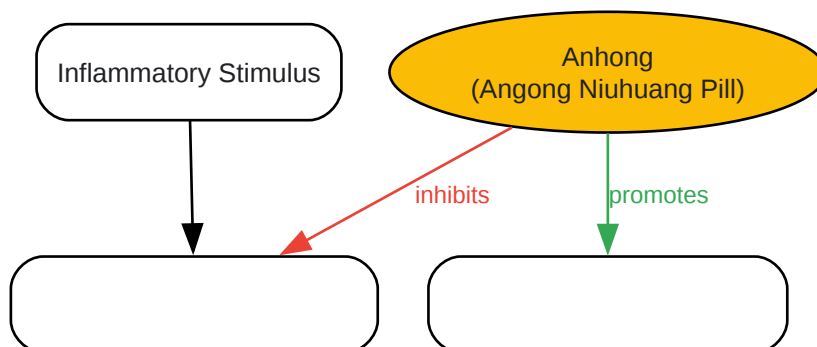 Inflammatory Stimulus
Anhong
(Angong Niuhuang Pill)
inhibits
promotes